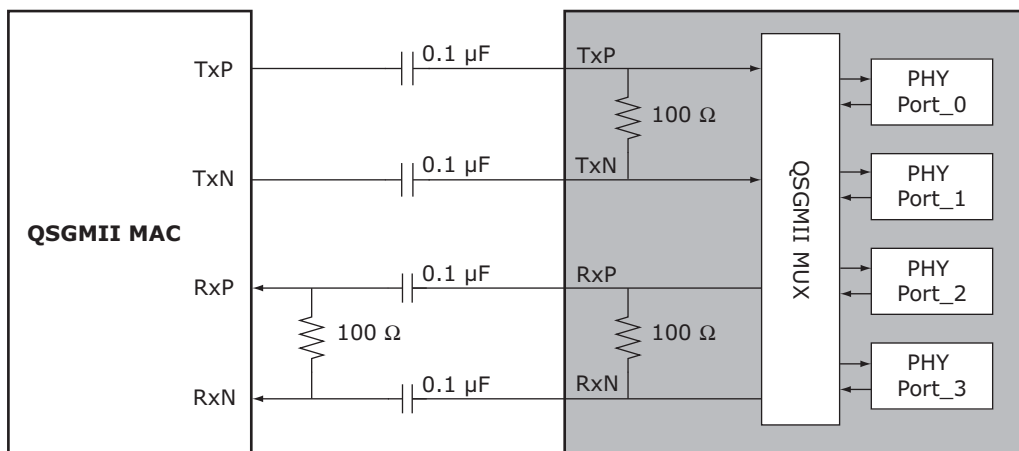 TxP
0.1 µF
TxP
PHY
Port_0
100 Ω
TxN
0.1 µF
TxN
PHY
Port_1
QSGMII MAC
QSGMII MUX
RxP
0.1 µF
RxP
PHY
Port_2
100 Ω
100 Ω
RxN
0.1 µF
RxN
PHY
Port_3